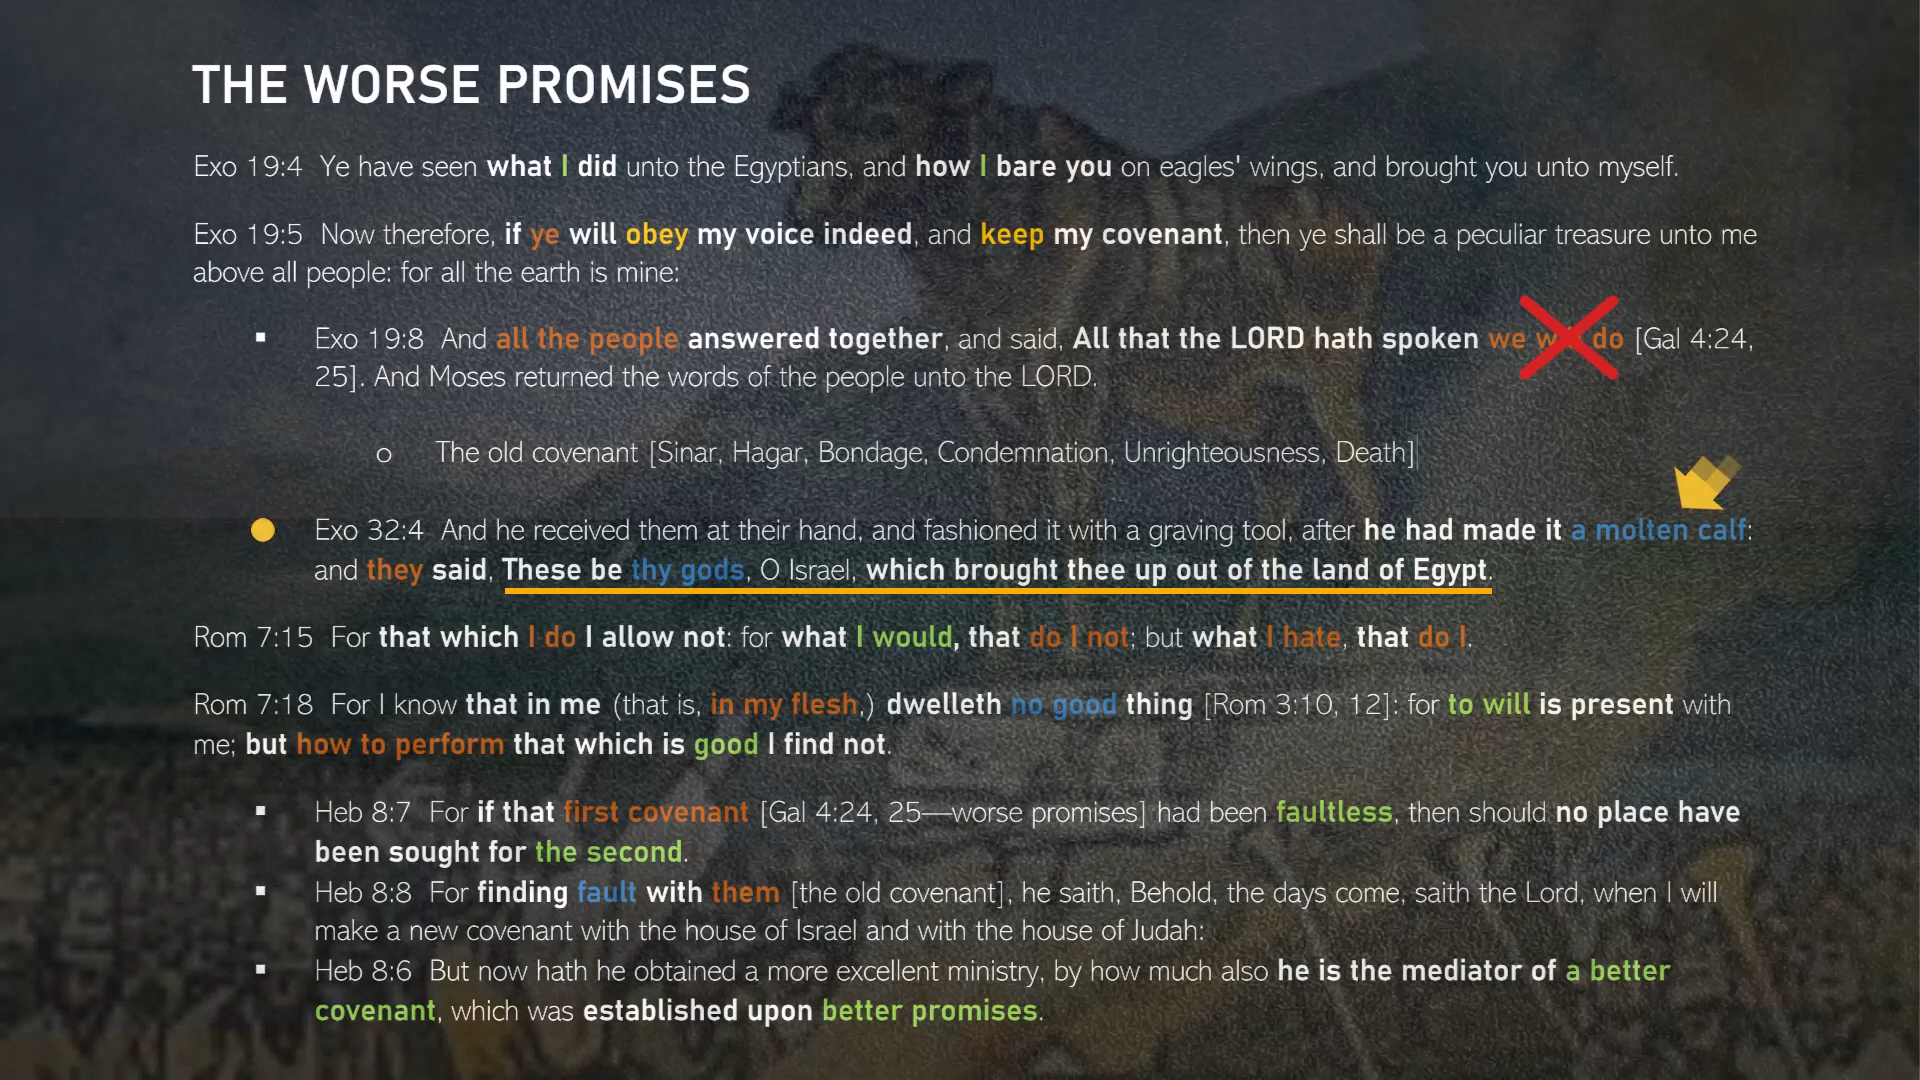 THE WORSE PROMISES
Exo 19:4 Ye have seen what I did unto the Egyptians, and how I bare you on eagles' wings, and brought you unto myself.
Exo 19:5 Now therefore, if ye will obey my voice indeed, and keep my covenant, then ye shall be a peculiar treasure unto me
above all people: for all the earth is mine:
▪ Exo 19:8 And all the people answered together, and said, All that the LORD hath spoken we do [Gal 4:24,
25]. And Moses returned the words of the people unto the LORD.
o The old covenant [Sinar, Hagar, Bondage, Condemnation, Unrighteousness, Death]
Exo 32:4 And he received them at their hand, and fashioned it with a graving tool, after he had made it a molten calf:
and they said, These be thy gods, O Israel, which brought thee up out of the land of Egypt.
Rom 7:15 For that which I do I allow not: for what I would, that do I not; but what I hate, that do I.
Rom 7:18 For I know that in me (that is, in my flesh,) dwelleth no good thing [Rom 3:10, 12]: for to will is present with
me; but how to perform that which is good I find not.
▪ Heb 8:7 For if that first covenant [Gal 4:24, 25—worse promises] had been faultless, then should no place have
been sought for the second.
▪ Heb 8:8 For finding fault with them [the old covenant], he saith, Behold, the days come, saith the Lord, when I will
make a new covenant with the house of Israel and with the house of Judah:
▪ Heb 8:6 But now hath he obtained a more excellent ministry, by how much also he is the mediator of a better
covenant, which was established upon better promises.